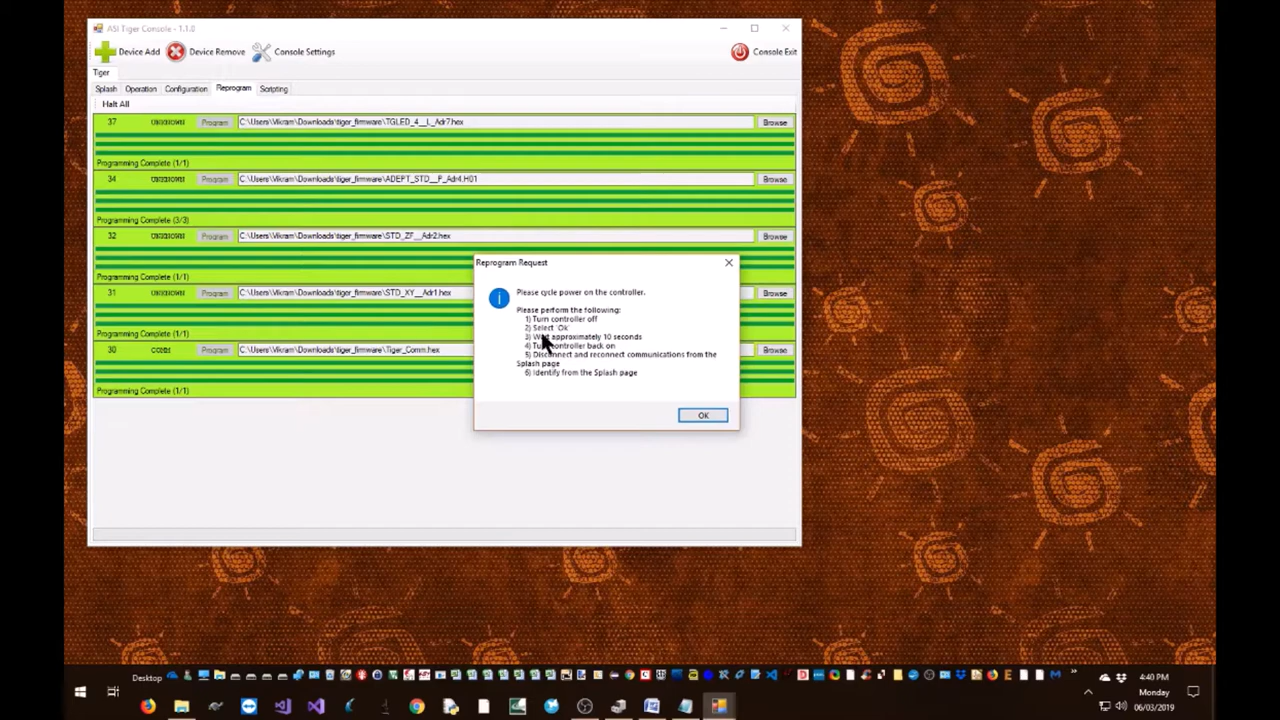 ASI Tiger Console - 1.1.0
Device Add Device Remove Console Settings Console Exit
Tiger
Splash Operation Configuration Reprogram Scripting
Halt All
37 Program C:\Users\Vikram\Downloads\tiger_firmware\TGLED_4__L_Adr7.hex Browse
Programming Complete (1/1)
34 Program C:\Users\Vikram\Downloads\tiger_firmware\ADEPT_STD__P_Adr4.H01 Browse
Programming Complete (3/3)
32 Program C:\Users\Vikram\Downloads\tiger_firmware\STD_ZF__Adr2.hex Browse
Programming Complete (1/1)
31 Program C:\Users\Vikram\Downloads\tiger_firmware\STD_XY__Adr1.hex Browse
Programming Complete (1/1)
30 Program C:\Users\Vikram\Downloads\tiger_firmware\Tiger_Comm.hex Browse
Programming Complete (1/1)
Reprogram Request
Please cycle power on the controller.
Please perform the following:
1) Turn controller off
2) Select 'Ok'
3) Wait approximately 10 seconds
4) Turn controller back on
5) Disconnect and reconnect communications from the
Splash page
6) Identify from the Splash page
OK
Desktop
4:40 PM
Monday
06/03/2019